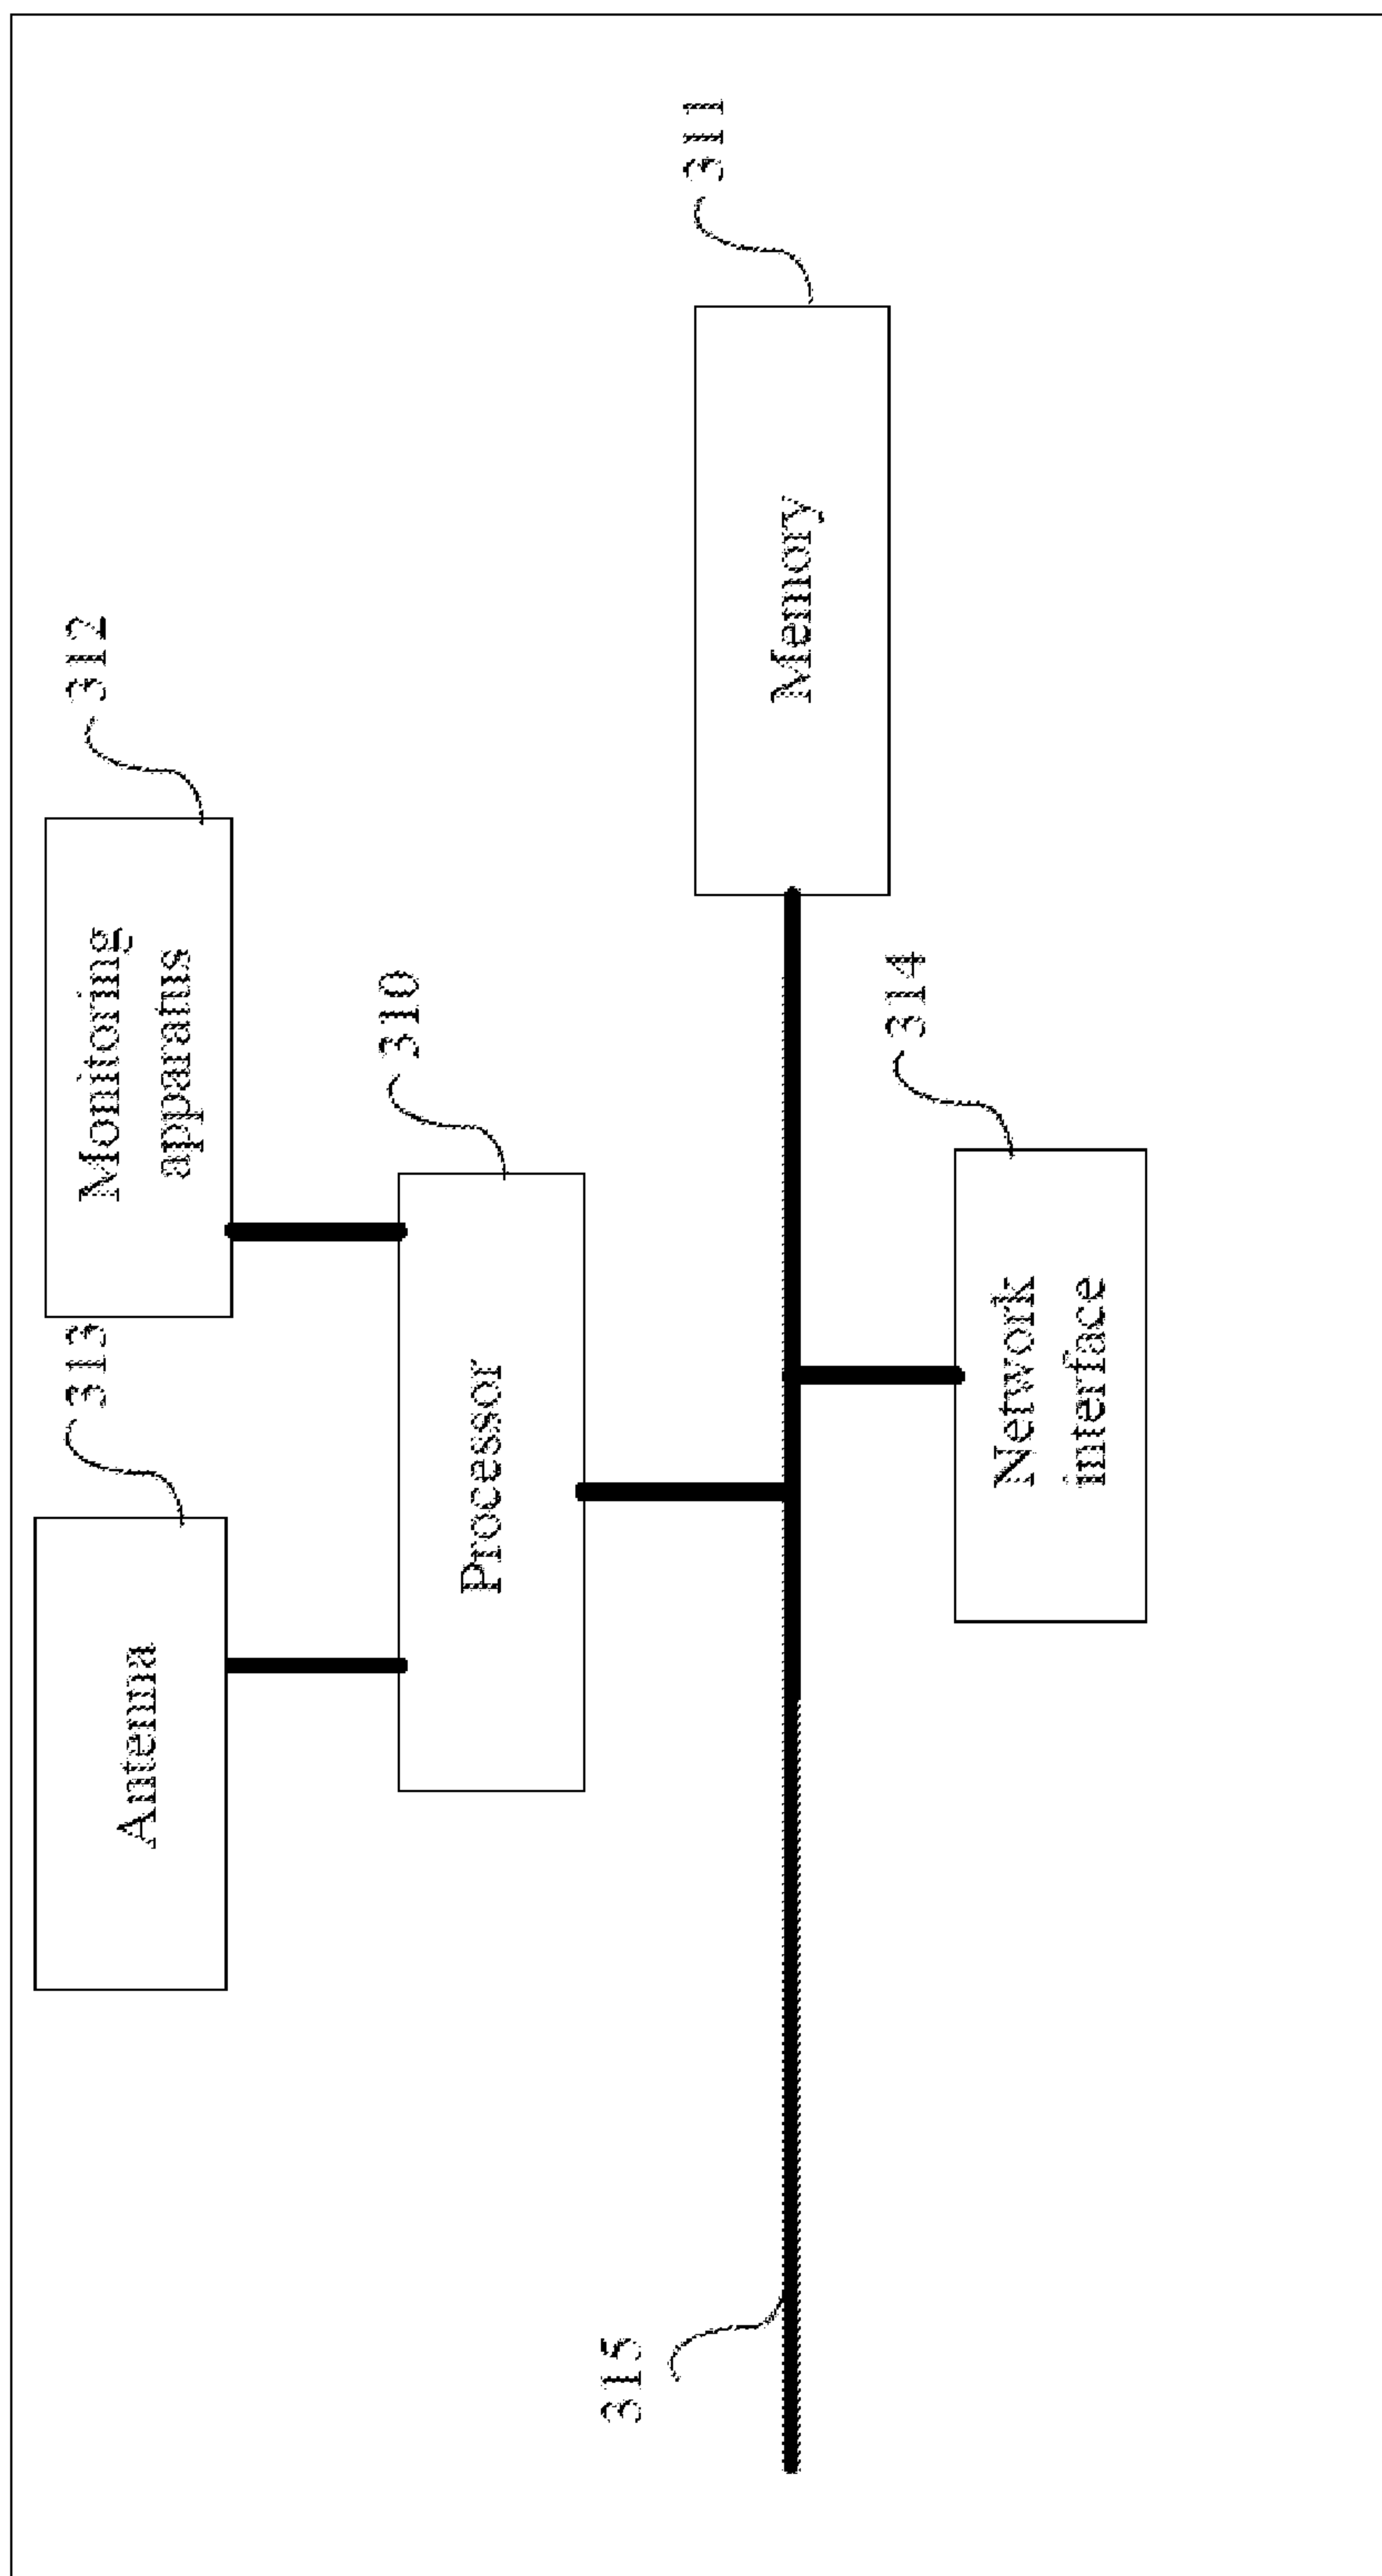 Antenna
313
Monitoring
apparatus
312
Processor
310
315
Memory
311
Network
interface
314